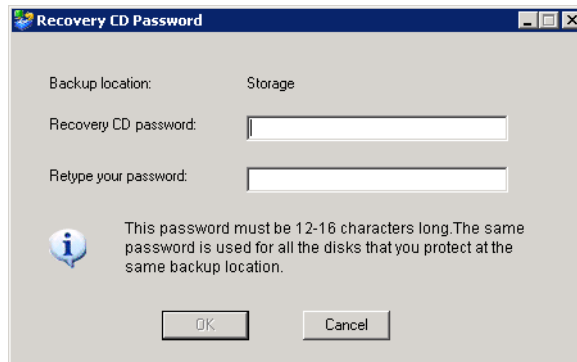 Recovery CD Password
Backup location: Storage
Recovery CD password:
Retype your password:
This password must be 12-16 characters long.The same
password is used for all the disks that you protect at the
same backup location.
OK Cancel